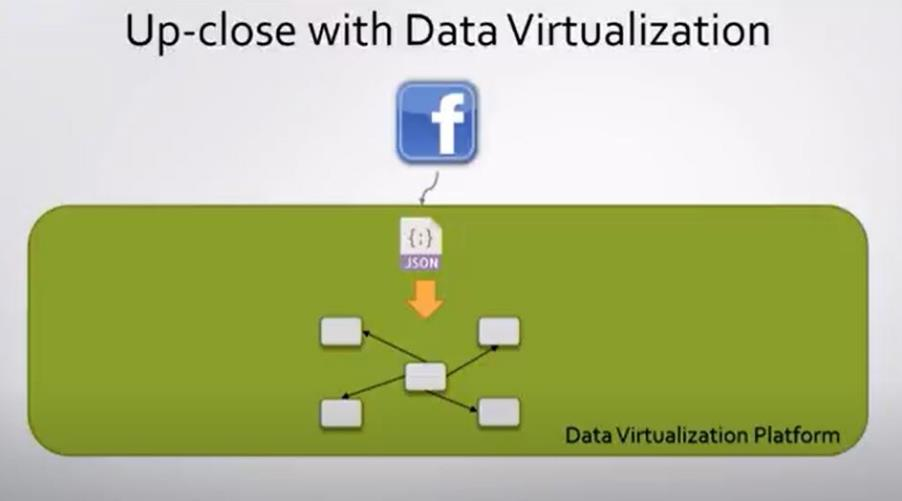 Up-close with Data Virtualization
f
{:}
JSON
Data Virtualization Platform